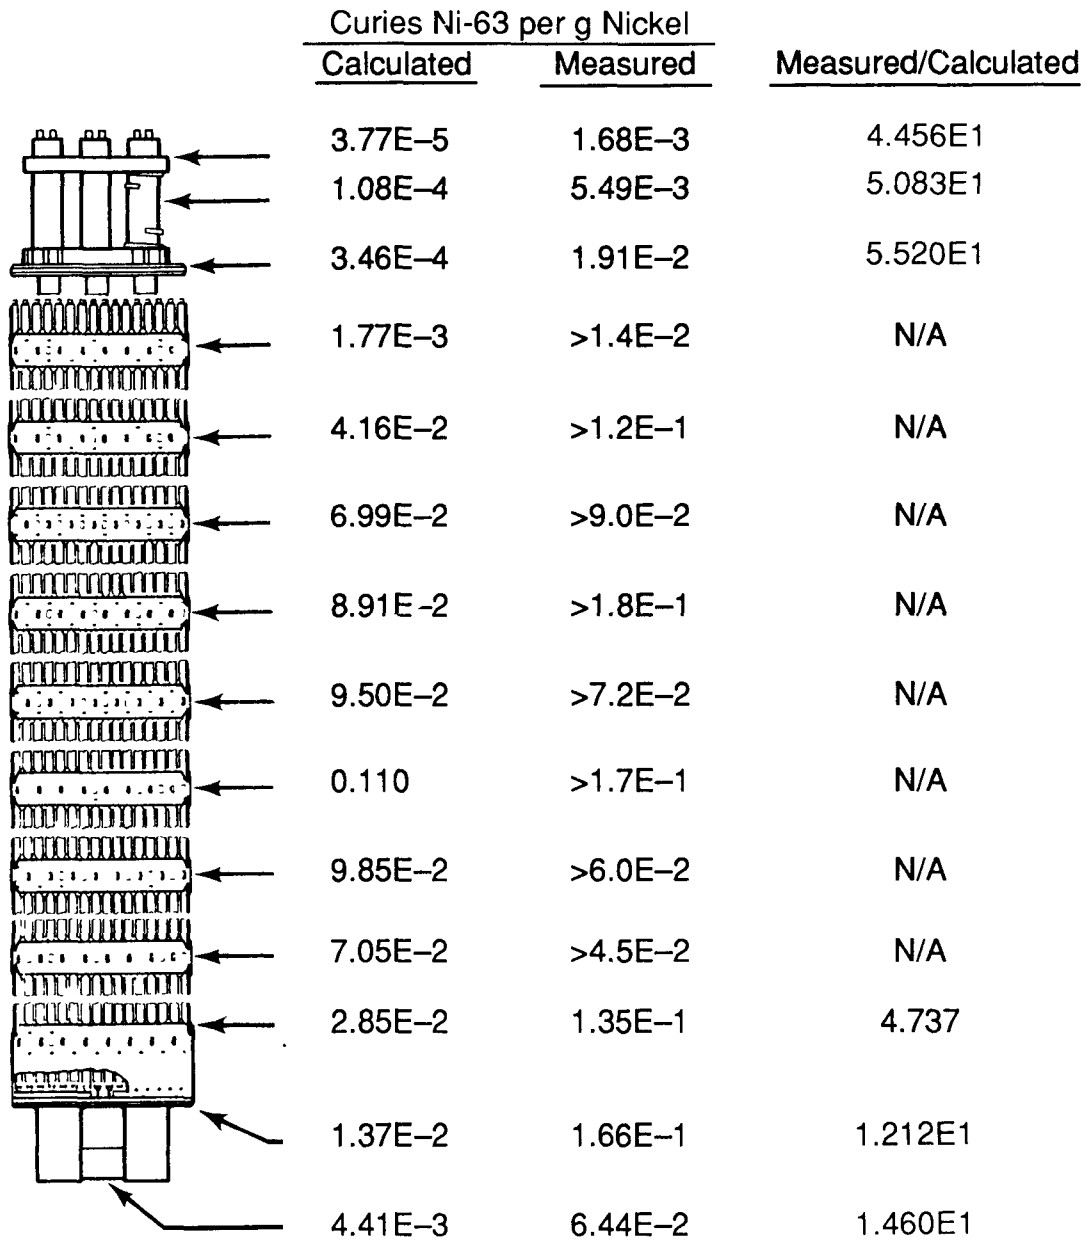 Curies Ni-63 per g Nickel
Calculated Measured Measured/Calculated
3.77E–5 1.68E–3 4.456E1
1.08E–4 5.49E–3 5.083E1
3.46E–4 1.91E–2 5.520E1
1.77E–3 >1.4E–2 N/A
4.16E–2 >1.2E–1 N/A
6.99E–2 >9.0E–2 N/A
8.91E-2 >1.8E–1 N/A
9.50E–2 >7.2E–2 N/A
0.110 >1.7E–1 N/A
9.85E–2 >6.0E–2 N/A
7.05E–2 >4.5E–2 N/A
2.85E–2 1.35E–1 4.737
1.37E–2 1.66E–1 1.212E1
4.41E–3 6.44E–2 1.460E1